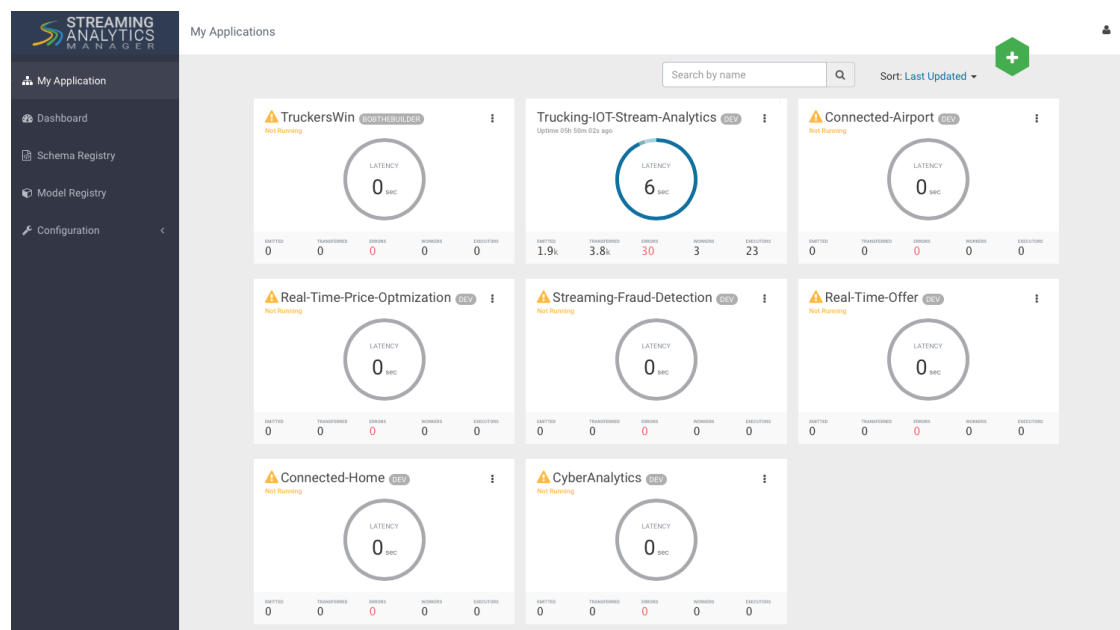 STREAMING
ANALYTICS
MANAGER
My Applications
My Application
Dashboard
Schema Registry
Model Registry
Configuration
Search by name
Sort: Last Updated
TruckersWin BOBTHEBUILDER
Not Running
LATENCY
0 sec
EMITTED TRANSFERRED ERRORS WORKERS EXECUTORS
0 0 0 0 0
Trucking-IOT-Stream-Analytics DEV
Uptime 05h 50m 02s ago
LATENCY
6 sec
EMITTED TRANSFERRED ERRORS WORKERS EXECUTORS
1.9k 3.8k 30 3 23
Connected-Airport DEV
Not Running
LATENCY
0 sec
EMITTED TRANSFERRED ERRORS WORKERS EXECUTORS
0 0 0 0 0
Real-Time-Price-Optmization DEV
Not Running
LATENCY
0 sec
EMITTED TRANSFERRED ERRORS WORKERS EXECUTORS
0 0 0 0 0
Streaming-Fraud-Detection DEV
Not Running
LATENCY
0 sec
EMITTED TRANSFERRED ERRORS WORKERS EXECUTORS
0 0 0 0 0
Real-Time-Offer DEV
Not Running
LATENCY
0 sec
EMITTED TRANSFERRED ERRORS WORKERS EXECUTORS
0 0 0 0 0
Connected-Home DEV
Not Running
LATENCY
0 sec
EMITTED TRANSFERRED ERRORS WORKERS EXECUTORS
0 0 0 0 0
CyberAnalytics DEV
Not Running
LATENCY
0 sec
EMITTED TRANSFERRED ERRORS WORKERS EXECUTORS
0 0 0 0 0